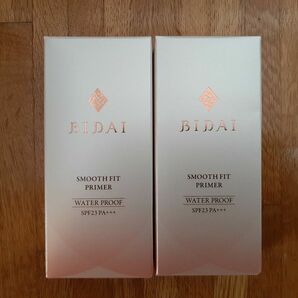 BIDAI
SMOOTH FIT
PRIMER
WATER PROOF
SPF23 PA+++
BIDAI
SMOOTH FIT
PRIMER
WATER PROOF
SPF23 PA+++